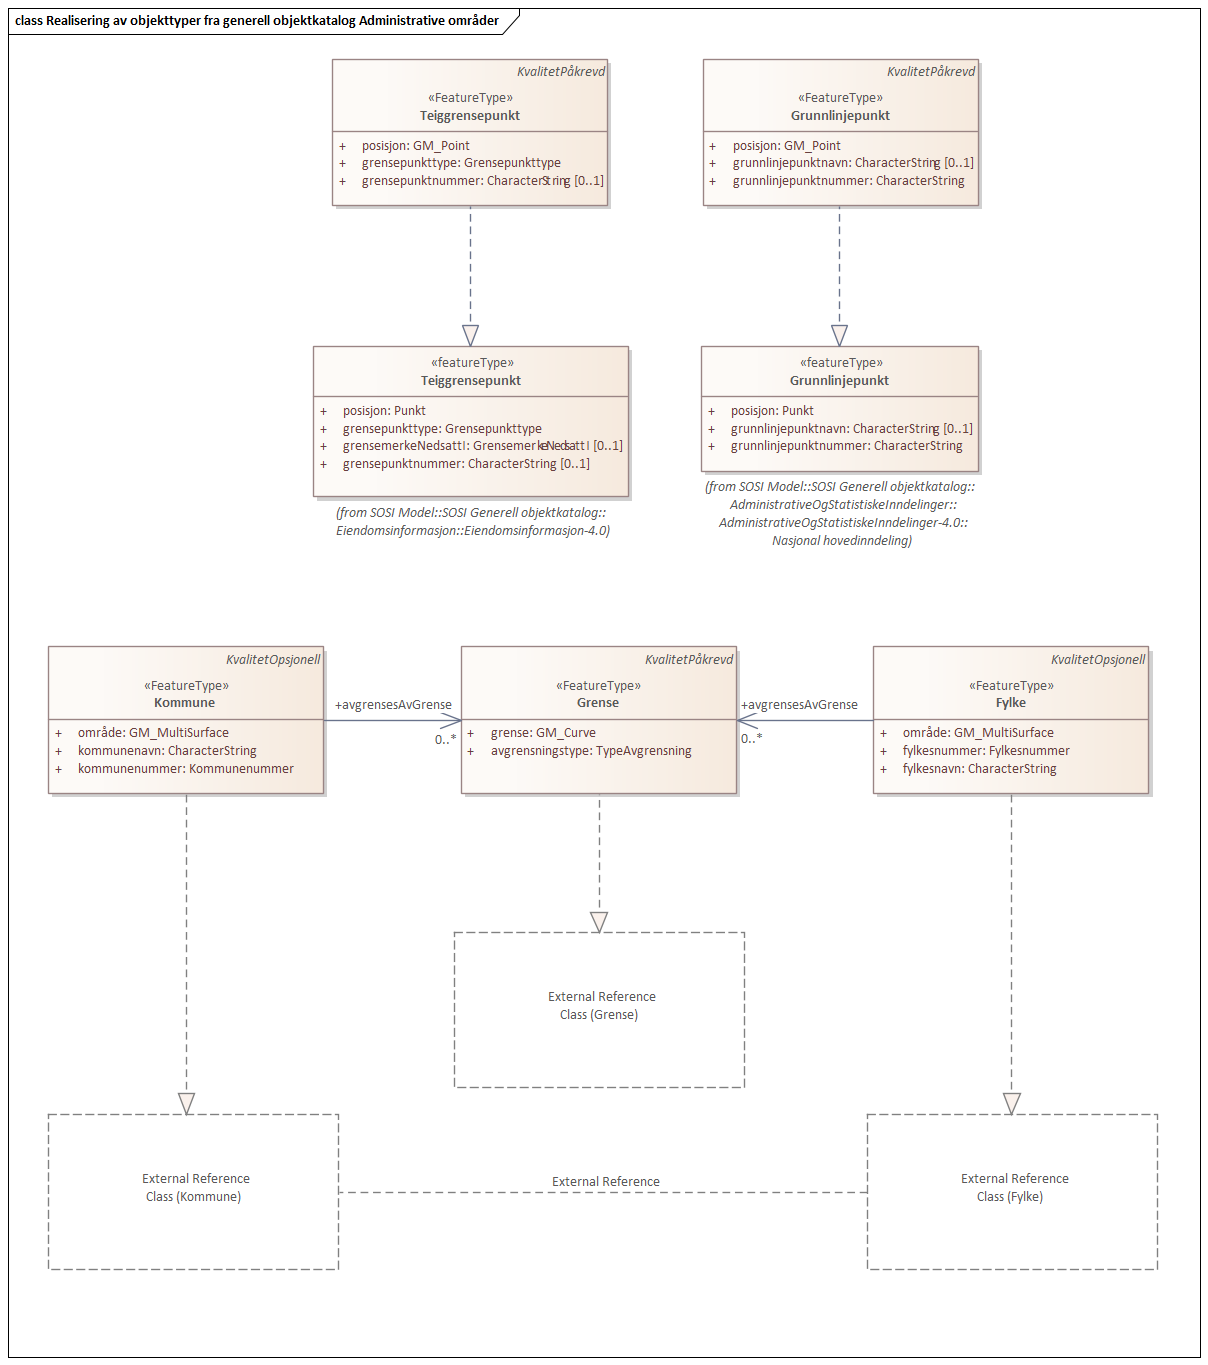 class Realisering av objekttyper fra generell objektkatalog Administrative områder
KvalitetPåkrevd
«FeatureType»
Teiggrensepunkt
+ posisjon: GM_Point
+ grensepunkttype: Grensepunkttype
+ grensepunktnummer: CharacterString [0..1]
KvalitetPåkrevd
«FeatureType»
Grunnlinjepunkt
+ posisjon: GM_Point
+ grunnlinjepunktnavn: CharacterString [0..1]
+ grunnlinjepunktnummer: CharacterString
«featureType»
Teiggrensepunkt
+ posisjon: Punkt
+ grensepunkttype: Grensepunkttype
+ grensemerkeNedsattI: GrensemerkeNedsattI [0..1]
+ grensepunktnummer: CharacterString [0..1]
(from SOSI Model::SOSI Generell objektkatalog::
Eiendomsinformasjon::Eiendomsinformasjon-4.0)
«featureType»
Grunnlinjepunkt
+ posisjon: Punkt
+ grunnlinjepunktnavn: CharacterString [0..1]
+ grunnlinjepunktnummer: CharacterString
(from SOSI Model::SOSI Generell objektkatalog::
AdministrativeOgStatistiskeInndelinger::
AdministrativeOgStatistiskeInndelinger-4.0::
Nasjonal hovedinndeling)
KvalitetOpsjonell
«FeatureType»
Kommune
+ område: GM_MultiSurface
+ kommunenavn: CharacterString
+ kommunenummer: Kommunenummer
+avgrensesAvGrense
0..*
KvalitetPåkrevd
«FeatureType»
Grense
+ grense: GM_Curve
+ avgrensningstype: TypeAvgrensning
+avgrensesAvGrense
0..*
KvalitetOpsjonell
«FeatureType»
Fylke
+ område: GM_MultiSurface
+ fylkesnummer: Fylkesnummer
+ fylkesnavn: CharacterString
External Reference
Class (Grense)
External Reference
Class (Kommune)
External Reference
External Reference
Class (Fylke)